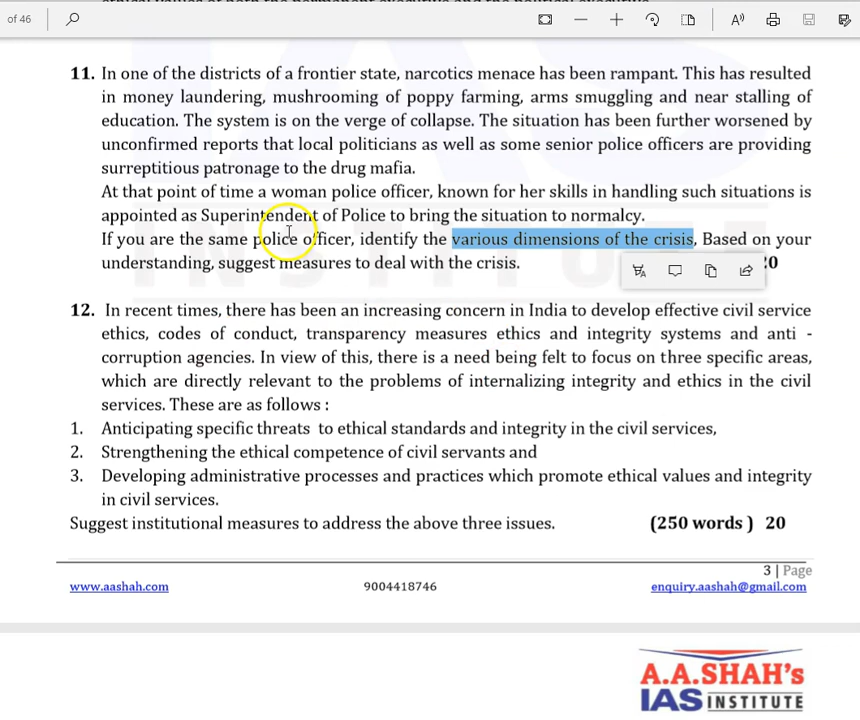 of 46
11. In one of the districts of a frontier state, narcotics menace has been rampant. This has resulted
in money laundering, mushrooming of poppy farming, arms smuggling and near stalling of
education. The system is on the verge of collapse. The situation has been further worsened by
unconfirmed reports that local politicians as well as some senior police officers are providing
surreptitious patronage to the drug mafia.
At that point of time a woman police officer, known for her skills in handling such situations is
appointed as Superintendent of Police to bring the situation to normalcy.
If you are the same police officer, identify the various dimensions of the crisis, Based on your
understanding, suggest measures to deal with the crisis.
12. In recent times, there has been an increasing concern in India to develop effective civil service
ethics, codes of conduct, transparency measures ethics and integrity systems and anti -
corruption agencies. In view of this, there is a need being felt to focus on three specific areas,
which are directly relevant to the problems of internalizing integrity and ethics in the civil
services. These are as follows :
1. Anticipating specific threats to ethical standards and integrity in the civil services,
2. Strengthening the ethical competence of civil servants and
3. Developing administrative processes and practices which promote ethical values and integrity
in civil services.
Suggest institutional measures to address the above three issues. (250 words ) 20
3 | Page
www.aashah.com 9004418746 enquiry.aashah@gmail.com
A.A.SHAH's
IAS INSTITUTE